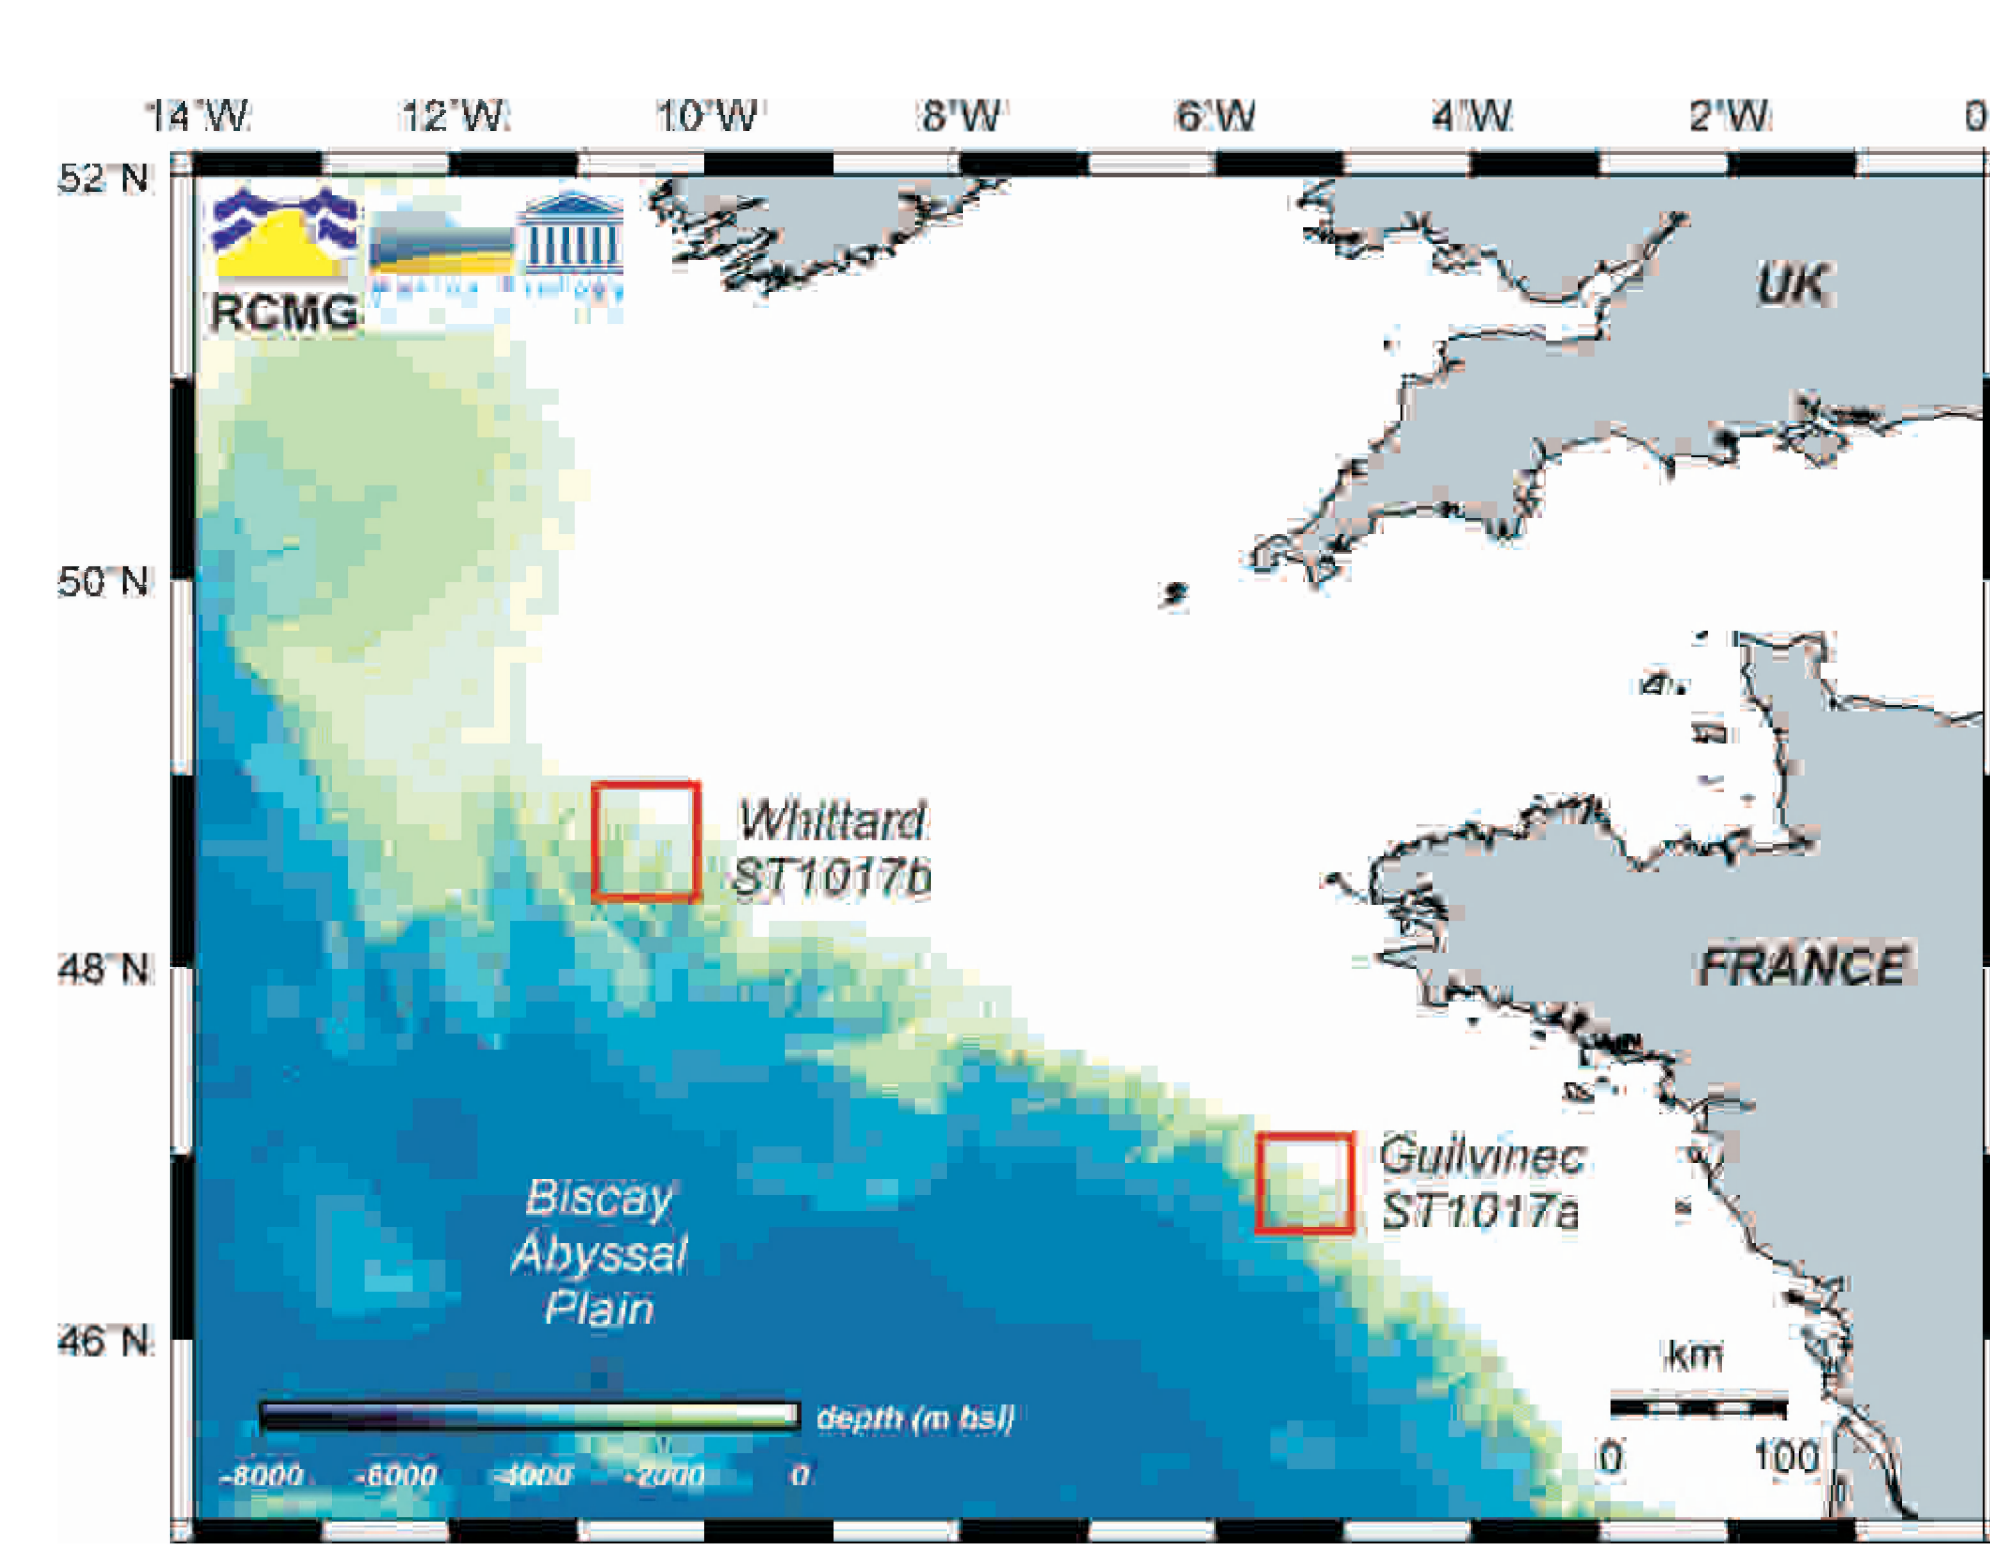 14°W 12°W 10°W 8°W 6°W 4°W 2°W 0
52°N
RCMG
UK
50°N
Whittard
ST1017b
48°N
FRANCE
Guilvinec
ST1017a
Biscay
Abyssal
Plain
46°N
km
depth (m bsl)
0 100
-8000 -6000 -4000 -2000 0